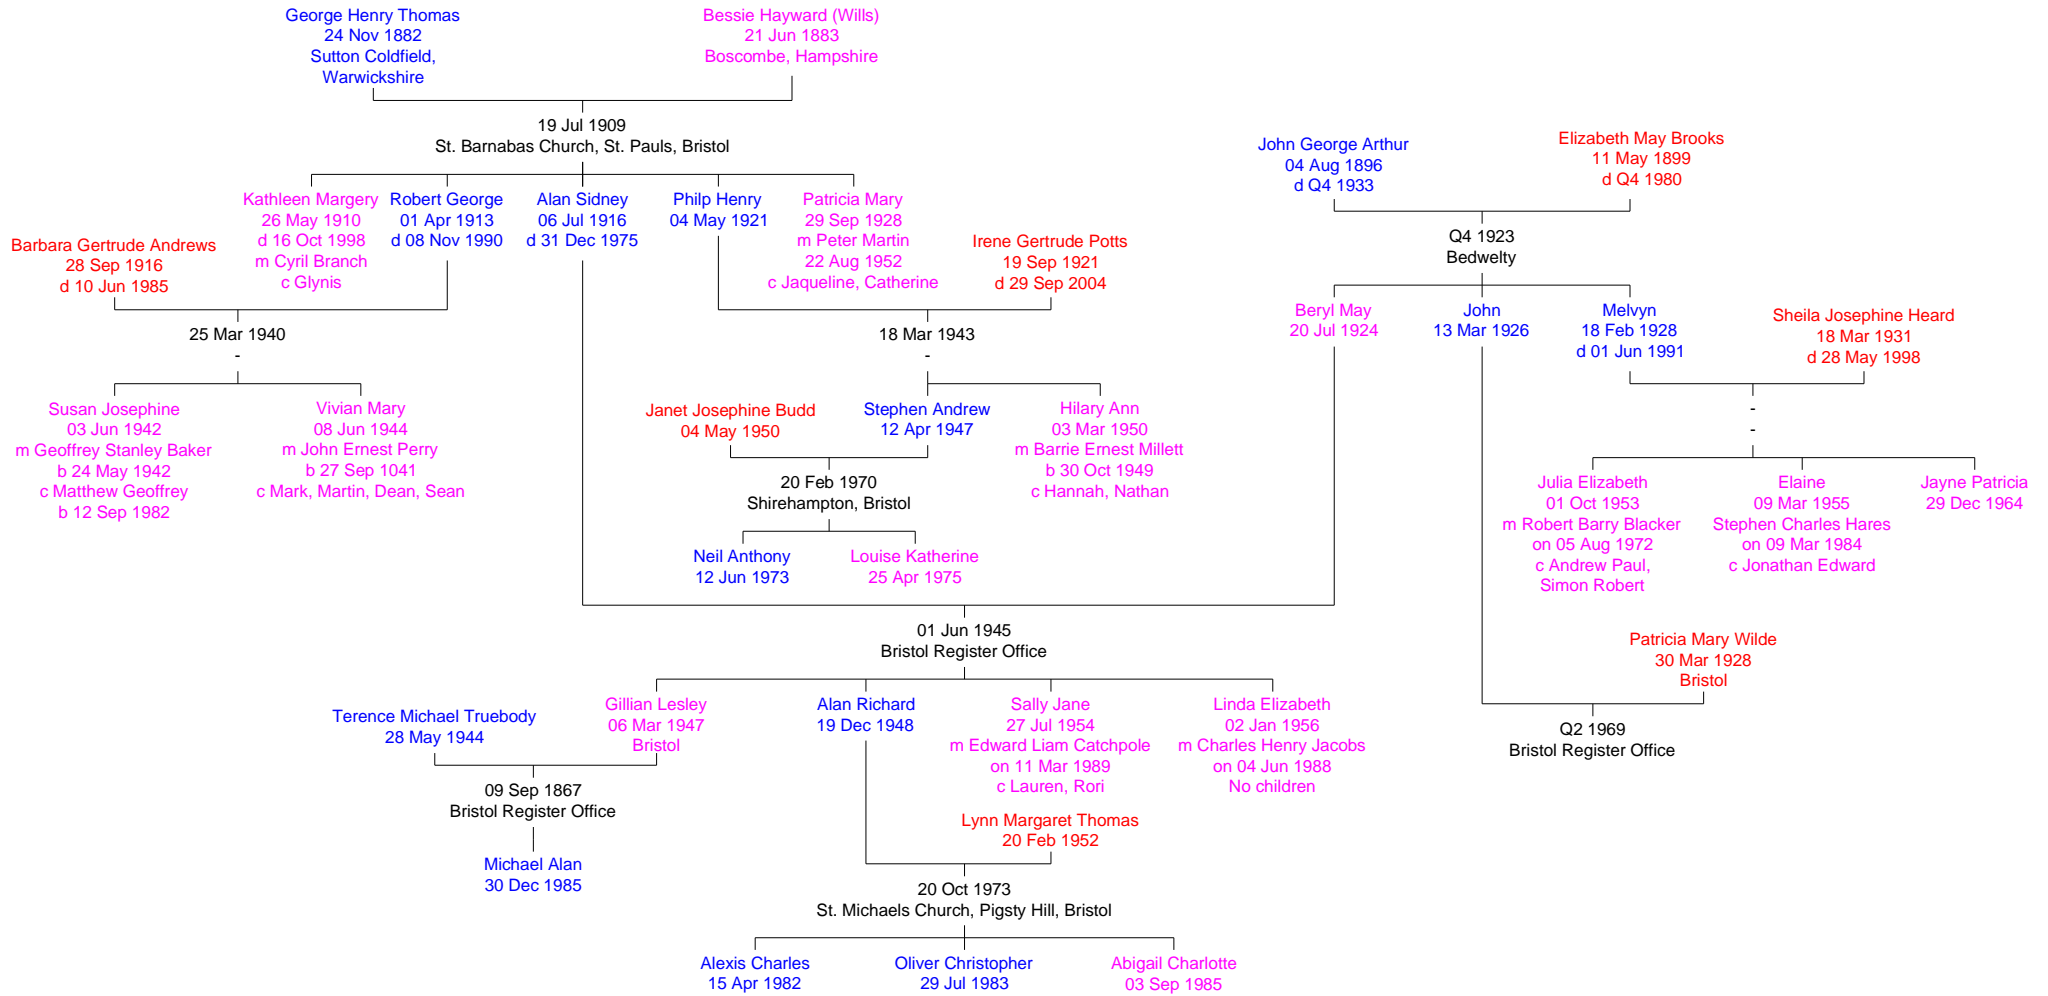 George Henry Thomas
24 Nov 1882
Sutton Coldfield,
Warwickshire
Bessie Hayward (Wills)
21 Jun 1883
Boscombe, Hampshire
19 Jul 1909
St. Barnabas Church, St. Pauls, Bristol
John George Arthur
04 Aug 1896
d Q4 1933
Elizabeth May Brooks
11 May 1899
d Q4 1980
Kathleen Margery
26 May 1910
d 16 Oct 1998
m Cyril Branch
c Glynis
Robert George
01 Apr 1913
d 08 Nov 1990
Alan Sidney
06 Jul 1916
d 31 Dec 1975
Philp Henry
04 May 1921
Patricia Mary
29 Sep 1928
m Peter Martin
22 Aug 1952
c Jaqueline, Catherine
Barbara Gertrude Andrews
28 Sep 1916
d 10 Jun 1985
Irene Gertrude Potts
19 Sep 1921
d 29 Sep 2004
Q4 1923
Bedwelty
25 Mar 1940
-
18 Mar 1943
-
Beryl May
20 Jul 1924
John
13 Mar 1926
Melvyn
18 Feb 1928
d 01 Jun 1991
Sheila Josephine Heard
18 Mar 1931
d 28 May 1998
-
-
Susan Josephine
03 Jun 1942
m Geoffrey Stanley Baker
b 24 May 1942
c Matthew Geoffrey
b 12 Sep 1982
Vivian Mary
08 Jun 1944
m John Ernest Perry
b 27 Sep 1041
c Mark, Martin, Dean, Sean
Janet Josephine Budd
04 May 1950
Stephen Andrew
12 Apr 1947
Hilary Ann
03 Mar 1950
m Barrie Ernest Millett
b 30 Oct 1949
c Hannah, Nathan
20 Feb 1970
Shirehampton, Bristol
Julia Elizabeth
01 Oct 1953
m Robert Barry Blacker
on 05 Aug 1972
c Andrew Paul,
Simon Robert
Elaine
09 Mar 1955
Stephen Charles Hares
on 09 Mar 1984
c Jonathan Edward
Jayne Patricia
29 Dec 1964
Neil Anthony
12 Jun 1973
Louise Katherine
25 Apr 1975
01 Jun 1945
Bristol Register Office
Patricia Mary Wilde
30 Mar 1928
Bristol
Q2 1969
Bristol Register Office
Terence Michael Truebody
28 May 1944
Gillian Lesley
06 Mar 1947
Bristol
Alan Richard
19 Dec 1948
Sally Jane
27 Jul 1954
m Edward Liam Catchpole
on 11 Mar 1989
c Lauren, Rori
Linda Elizabeth
02 Jan 1956
m Charles Henry Jacobs
on 04 Jun 1988
No children
09 Sep 1867
Bristol Register Office
Lynn Margaret Thomas
20 Feb 1952
Michael Alan
30 Dec 1985
20 Oct 1973
St. Michaels Church, Pigsty Hill, Bristol
Alexis Charles
15 Apr 1982
Oliver Christopher
29 Jul 1983
Abigail Charlotte
03 Sep 1985